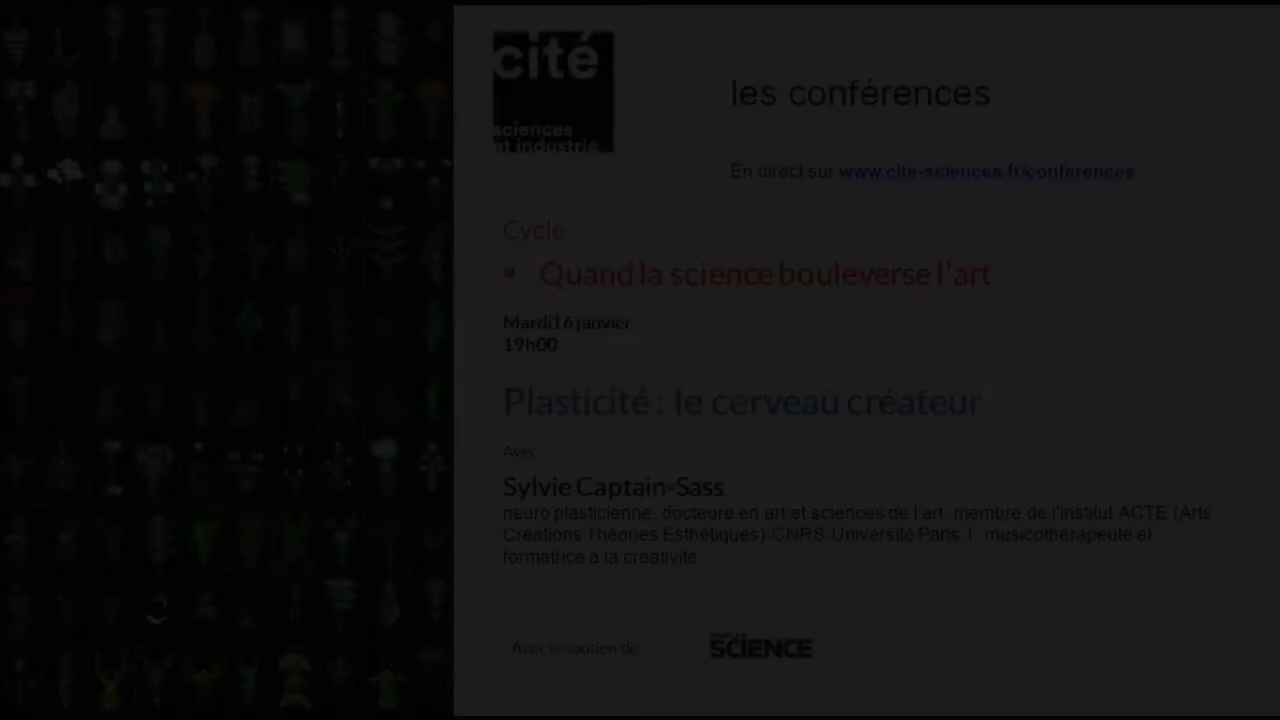 cité
sciences
et industrie
les conférences
En direct sur www.cite-sciences.fr/conferences
Cycle
• Quand la science bouleverse l'art
Mardi16 janvier
19h00
Plasticité : le cerveau créateur
Avec
Sylvie Captain-Sass
neuro plasticienne, docteure en art et sciences de l'art, membre de l'Institut ACTE (Arts
Créations Théories Esthétiques)-CNRS-Université Paris 1, musicothérapeute et
formatrice à la créativité
Avec le soutien de
SCIENCE